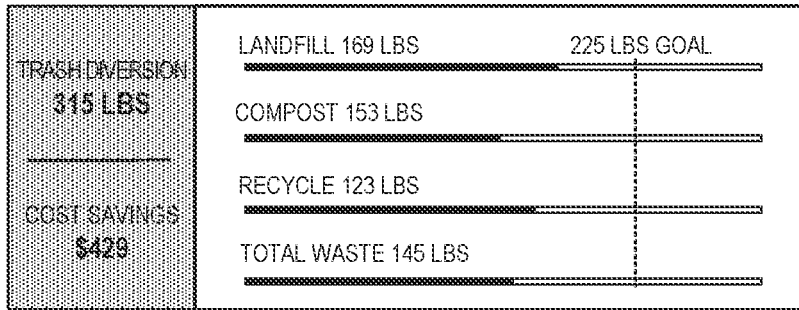 TRASH DIVERSION
315 LBS
COST SAVINGS
$429
LANDFILL 169 LBS
225 LBS GOAL
COMPOST 153 LBS
RECYCLE 123 LBS
TOTAL WASTE 145 LBS